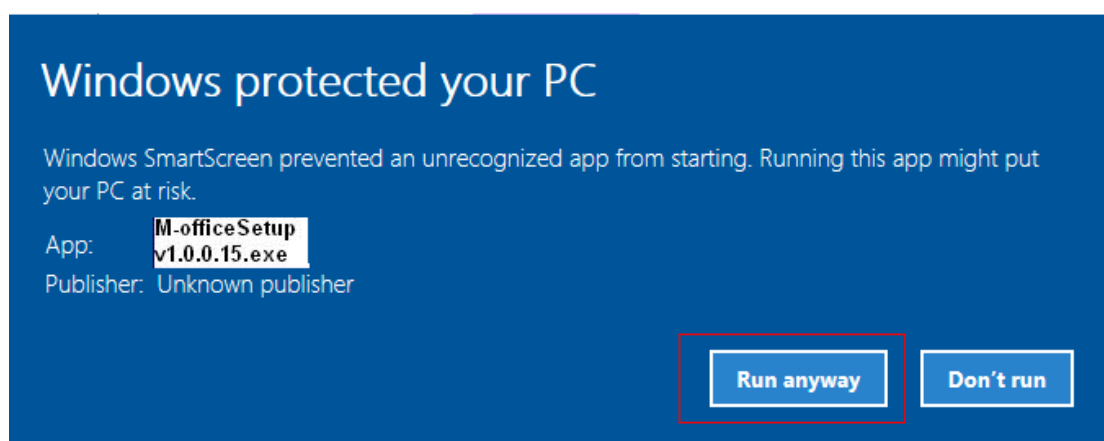 Windows protected your PC
Windows SmartScreen prevented an unrecognized app from starting. Running this app might put
your PC at risk.
App: M-officeSetup
v1.0.0.15.exe
Publisher: Unknown publisher
Run anyway Don't run